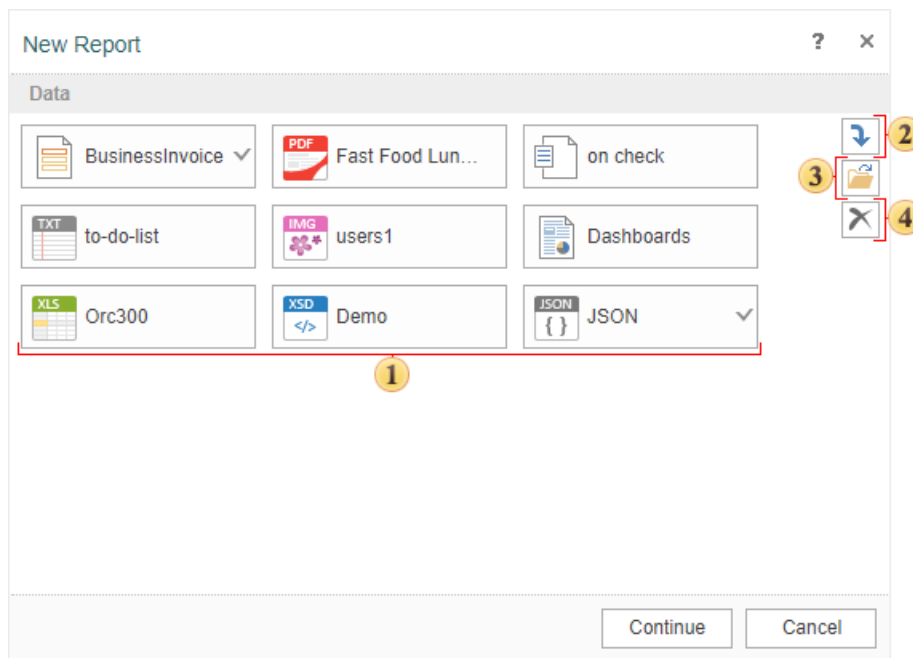 New Report ? ×
Data
BusinessInvoice PDF Fast Food Lun... on check 2
3
TXT to-do-list IMG users1 Dashboards 4
XLS Orc300 XSD </> Demo JSON { } JSON
1
Continue Cancel